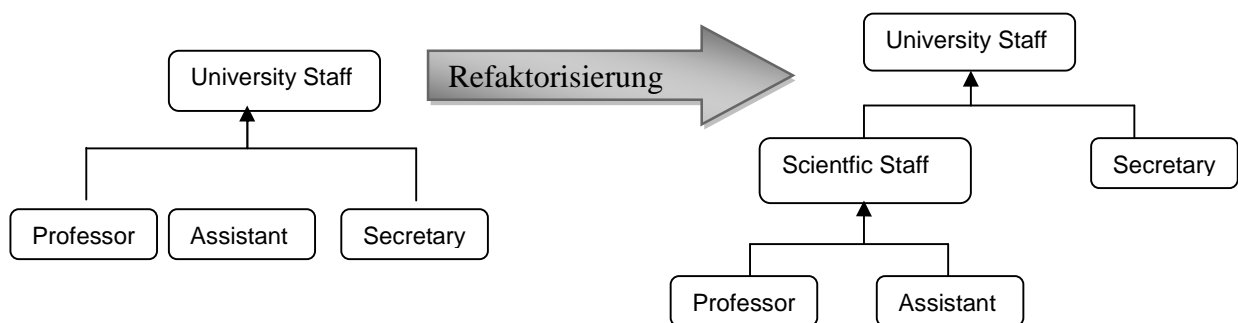 University Staff
Professor
Assistant
Secretary
Refaktorisierung
University Staff
Scientfic Staff
Secretary
Professor
Assistant